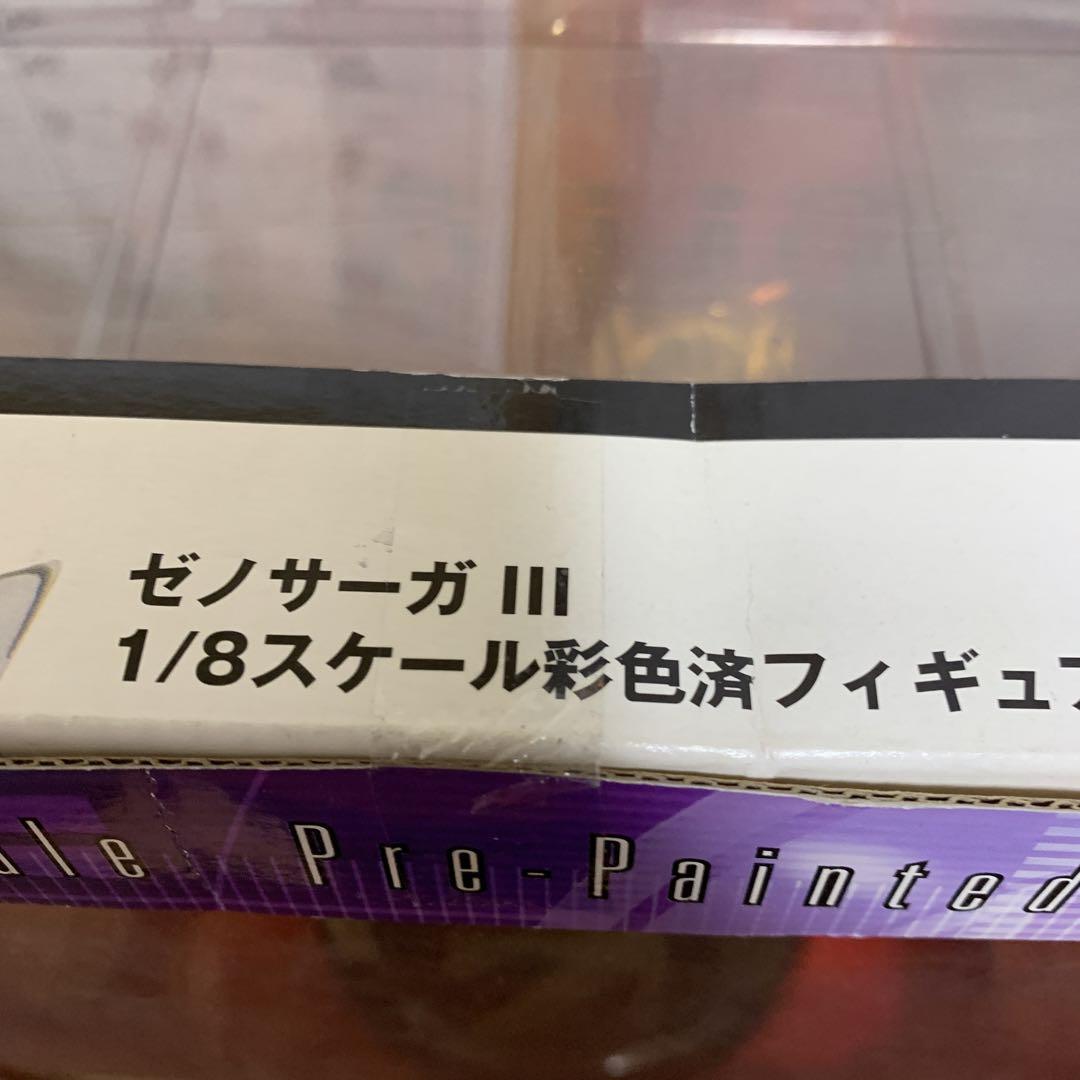 ゼノサーガ III
1/8スケール彩色済フィギュア
ale Pre-Painted